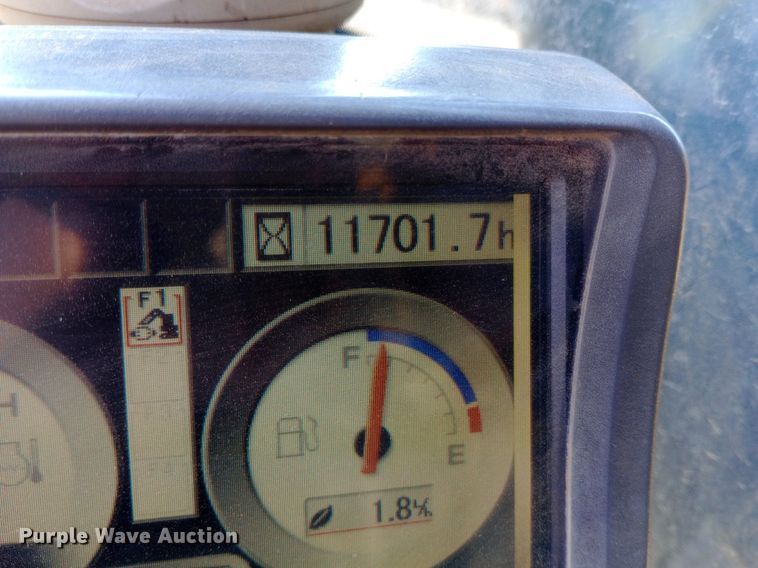 11701.7h
F1
F
H
E
1.8 L/h
Purple Wave Auction